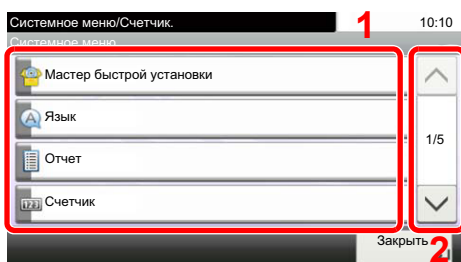 Системное меню/Счетчик.
10:10
1
Системное меню
Мастер быстрой установки
Язык
1/5
Отчет
Счетчик
Закрыть
2